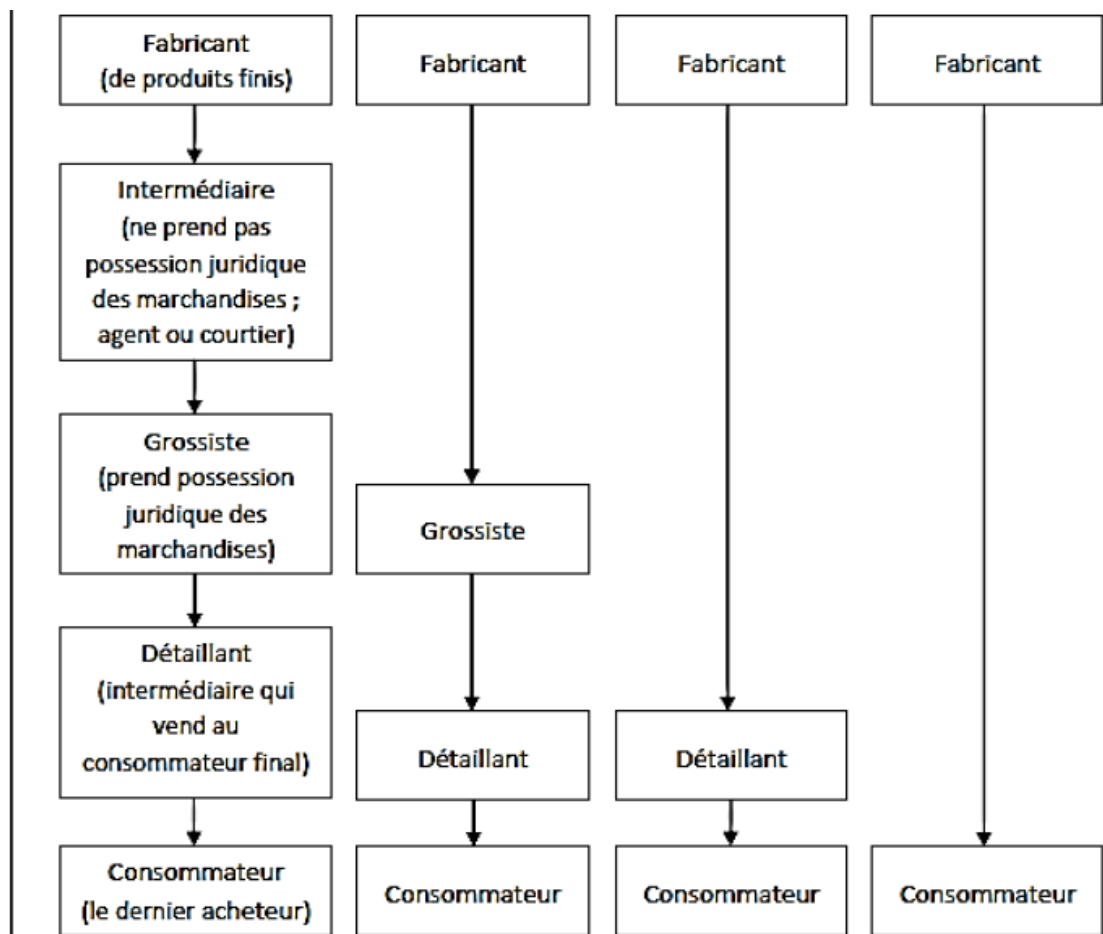 Fabricant
(de produits finis)
Fabricant
Fabricant
Fabricant
Intermédiaire
(ne prend pas
possession juridique
des marchandises ;
agent ou courtier)
Grossiste
(prend possession
juridique des
marchandises)
Grossiste
Détaillant
(intermédiaire qui
vend au
consommateur final)
Détaillant
Détaillant
Consommateur
(le dernier acheteur)
Consommateur
Consommateur
Consommateur